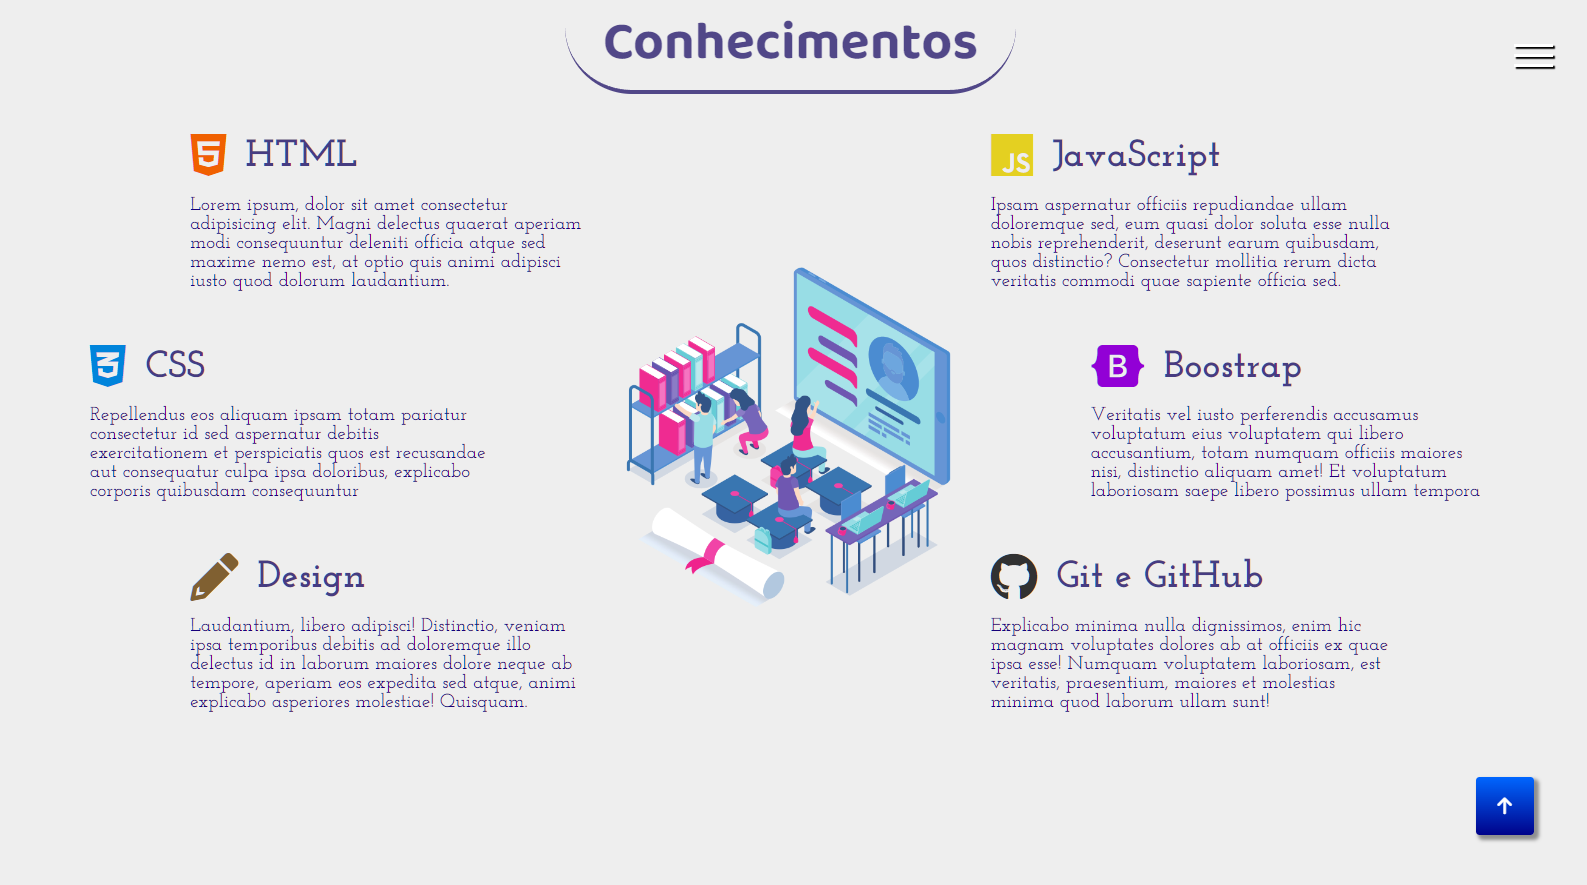 Conhecimentos
HTML
Lorem ipsum, dolor sit amet consectetur
adipisicing elit. Magni delectus quaerat aperiam
modi consequuntur deleniti officia atque sed
maxime nemo est, at optio quis animi adipisci
iusto quod dolorum laudantium.
CSS
Repellendus eos aliquam ipsam totam pariatur
consectetur id sed aspernatur debitis
exercitationem et perspiciatis quos est recusandae
aut consequatur culpa ipsa doloribus, explicabo
corporis quibusdam consequuntur
Design
Laudantium, libero adipisci! Distinctio, veniam
ipsa temporibus debitis ad doloremque illo
delectus id in laborum maiores dolore neque ab
tempore, aperiam eos expedita sed atque, animi
explicabo asperiores molestiae! Quisquam.
JS
JavaScript
Ipsam aspernatur officiis repudiandae ullam
doloremque sed, eum quasi dolor soluta esse nulla
nobis reprehenderit, deserunt earum quibusdam,
quos distinctio? Consectetur mollitia rerum dicta
veritatis commodi quae sapiente officia sed.
B
Boostrap
Veritatis vel iusto perferendis accusamus
voluptatum eius voluptatem qui libero
accusantium, totam numquam officiis maiores
nisi, distinctio aliquam amet! Et voluptatum
laboriosam saepe libero possimus ullam tempora
Git e GitHub
Explicabo minima nulla dignissimos, enim hic
magnam voluptates dolores ab at officiis ex quae
ipsa esse! Numquam voluptatem laboriosam, est
veritatis, praesentium, maiores et molestias
minima quod laborum ullam sunt!